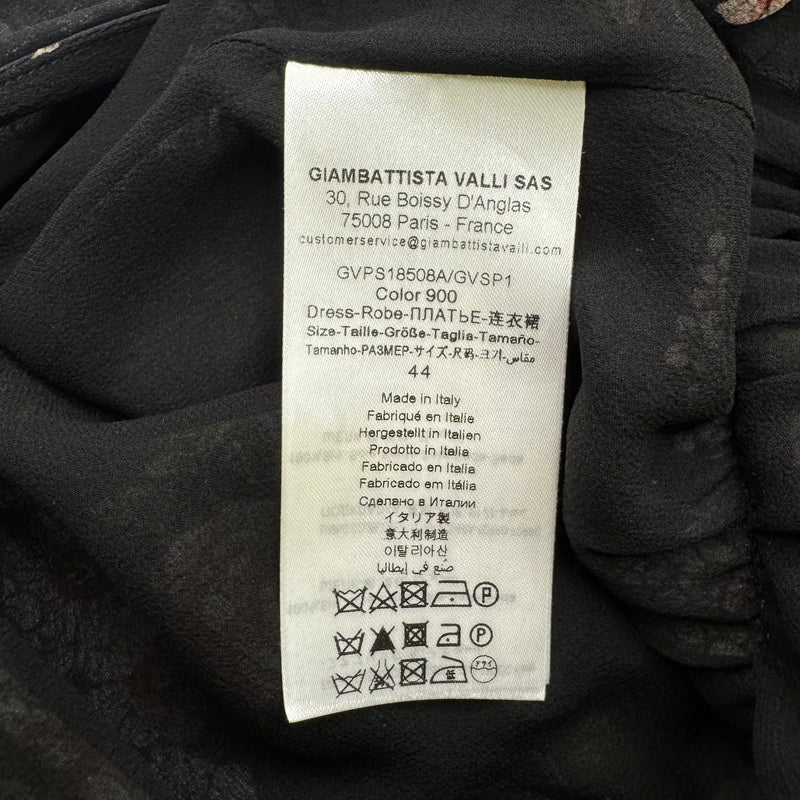 GIAMBATTISTA VALLI SAS
30, Rue Boissy D'Anglas
75008 Paris - France
customerservice@giambattistavalli.com
GVPS18508A/GVSP1
Color 900
Dress-Robe-ПЛАТЬЕ-连衣裙
Size-Taille-Größe-Taglia-Tamaño-
Tamanho-РАЗМЕР-サイズ-尺码-크기-مقاس
44
Made in Italy
Fabriqué en Italie
Hergestellt in Italien
Prodotto in Italia
Fabricado en Italia
Fabricado em Itália
Сделано в Италии
イタリア製
意大利制造
이탈리아산
صنع في إيطاليا
P
P
低 ドライ